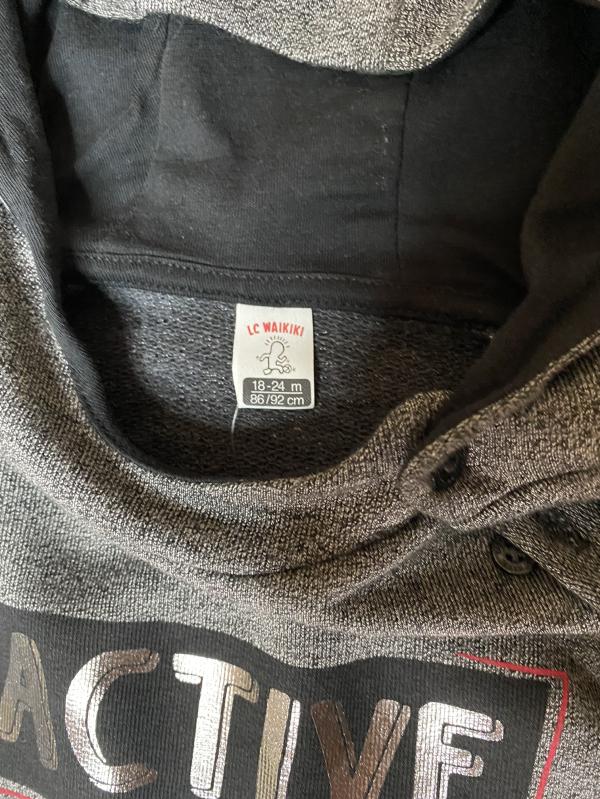 LC WAIKIKI
18-24 m
86/92 cm
ACTIVE